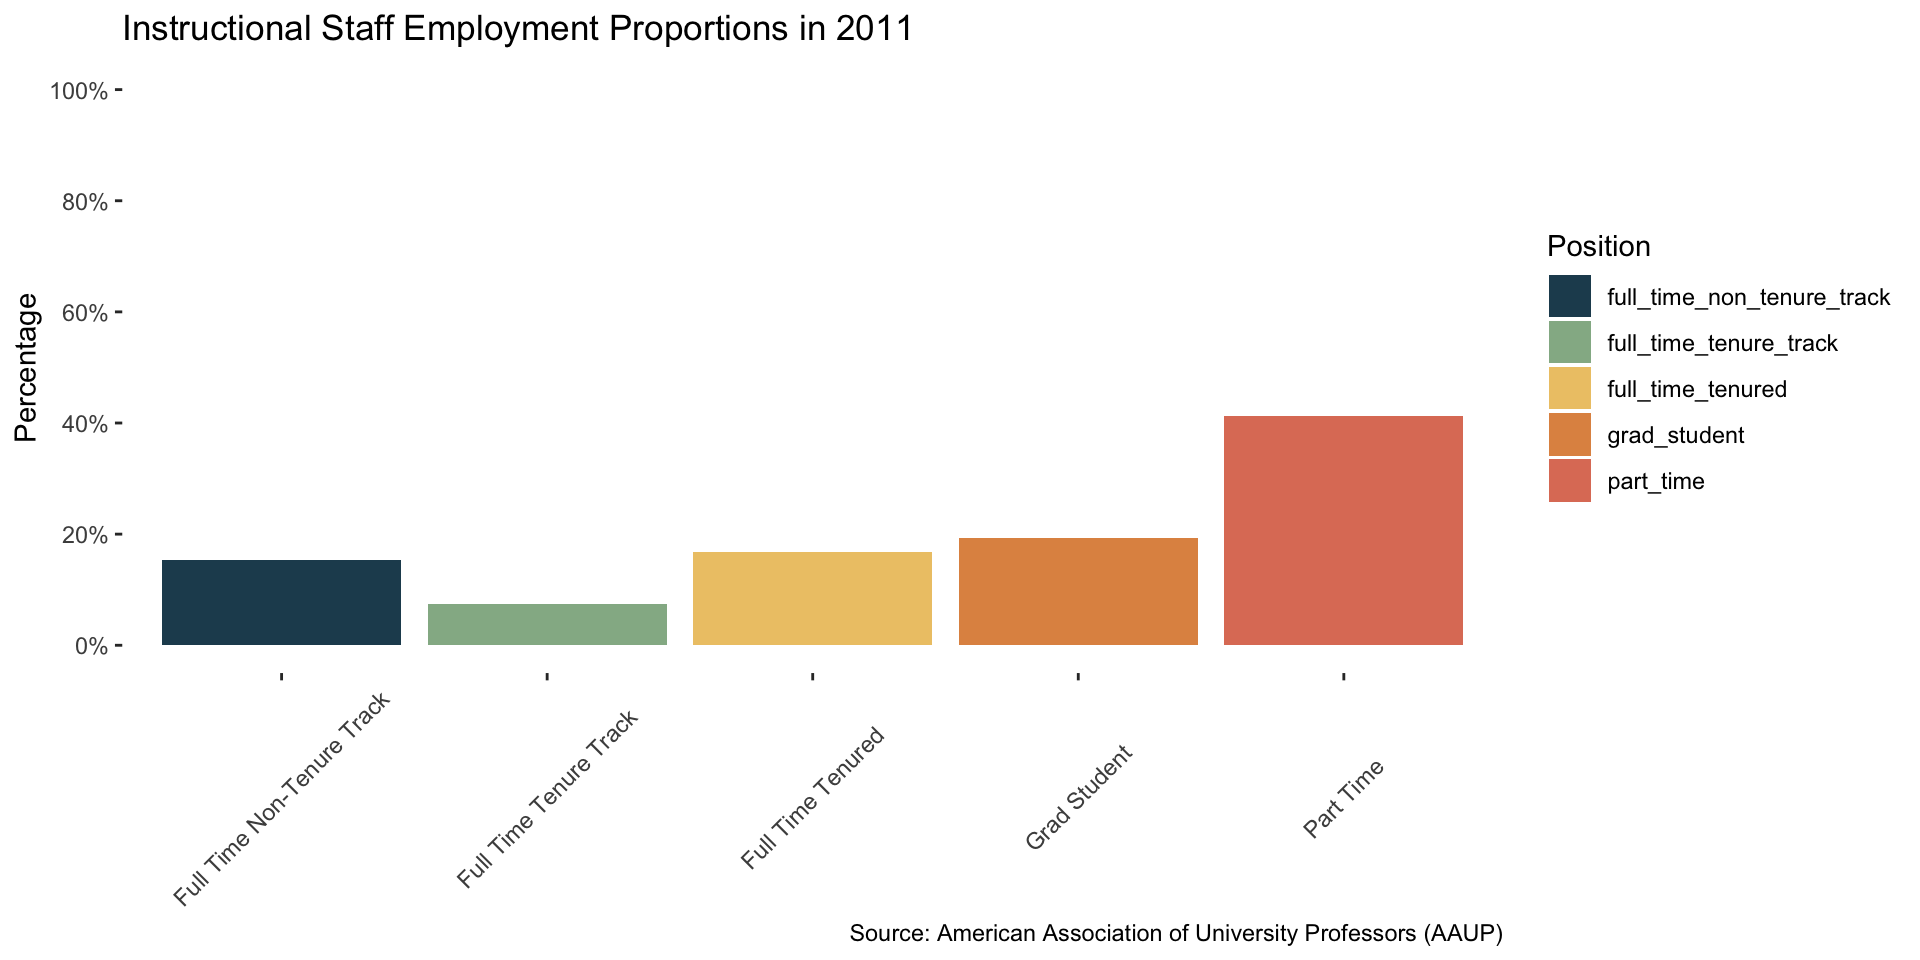 Instructional Staff Employment Proportions in 2011
Percentage
100%
80%
60%
40%
20%
0%
Full Time Non-Tenure Track
Full Time Tenure Track
Full Time Tenured
Grad Student
Part Time
Position
full_time_non_tenure_track
full_time_tenure_track
full_time_tenured
grad_student
part_time
Source: American Association of University Professors (AAUP)